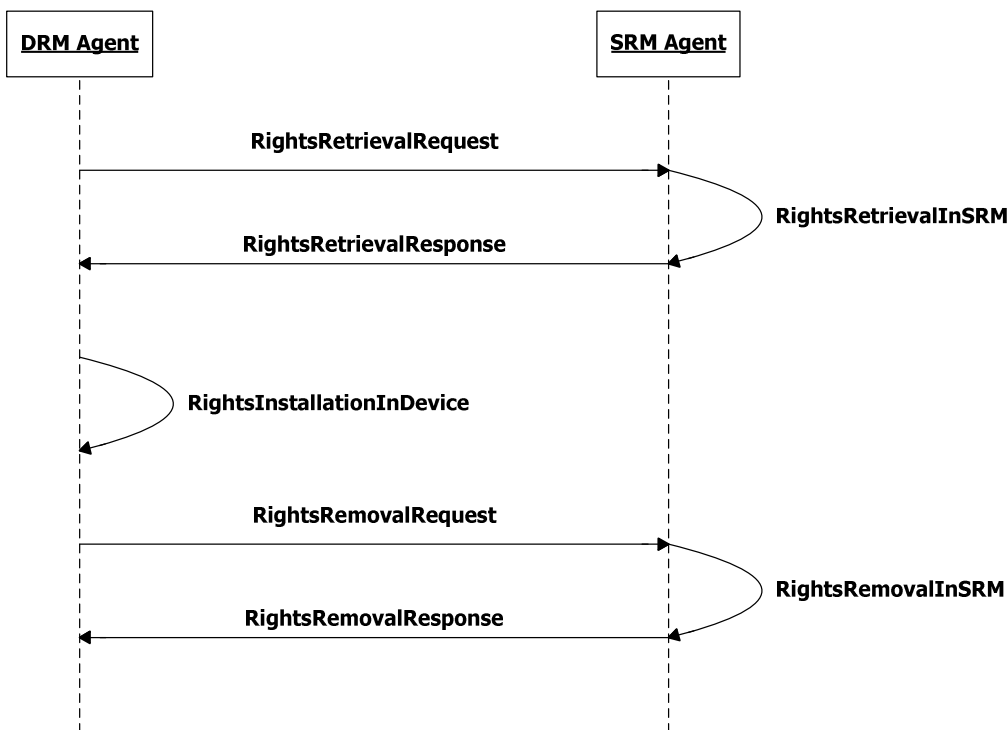 DRM Agent
SRM Agent
RightsRetrievalRequest
RightsRetrievalInSRM
RightsRetrievalResponse
RightsInstallationInDevice
RightsRemovalRequest
RightsRemovalInSRM
RightsRemovalResponse